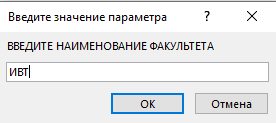 Введите значение параметра
ВВЕДИТЕ НАИМЕНОВАНИЕ ФАКУЛЬТЕТА
ИВТ
ОК Отмена